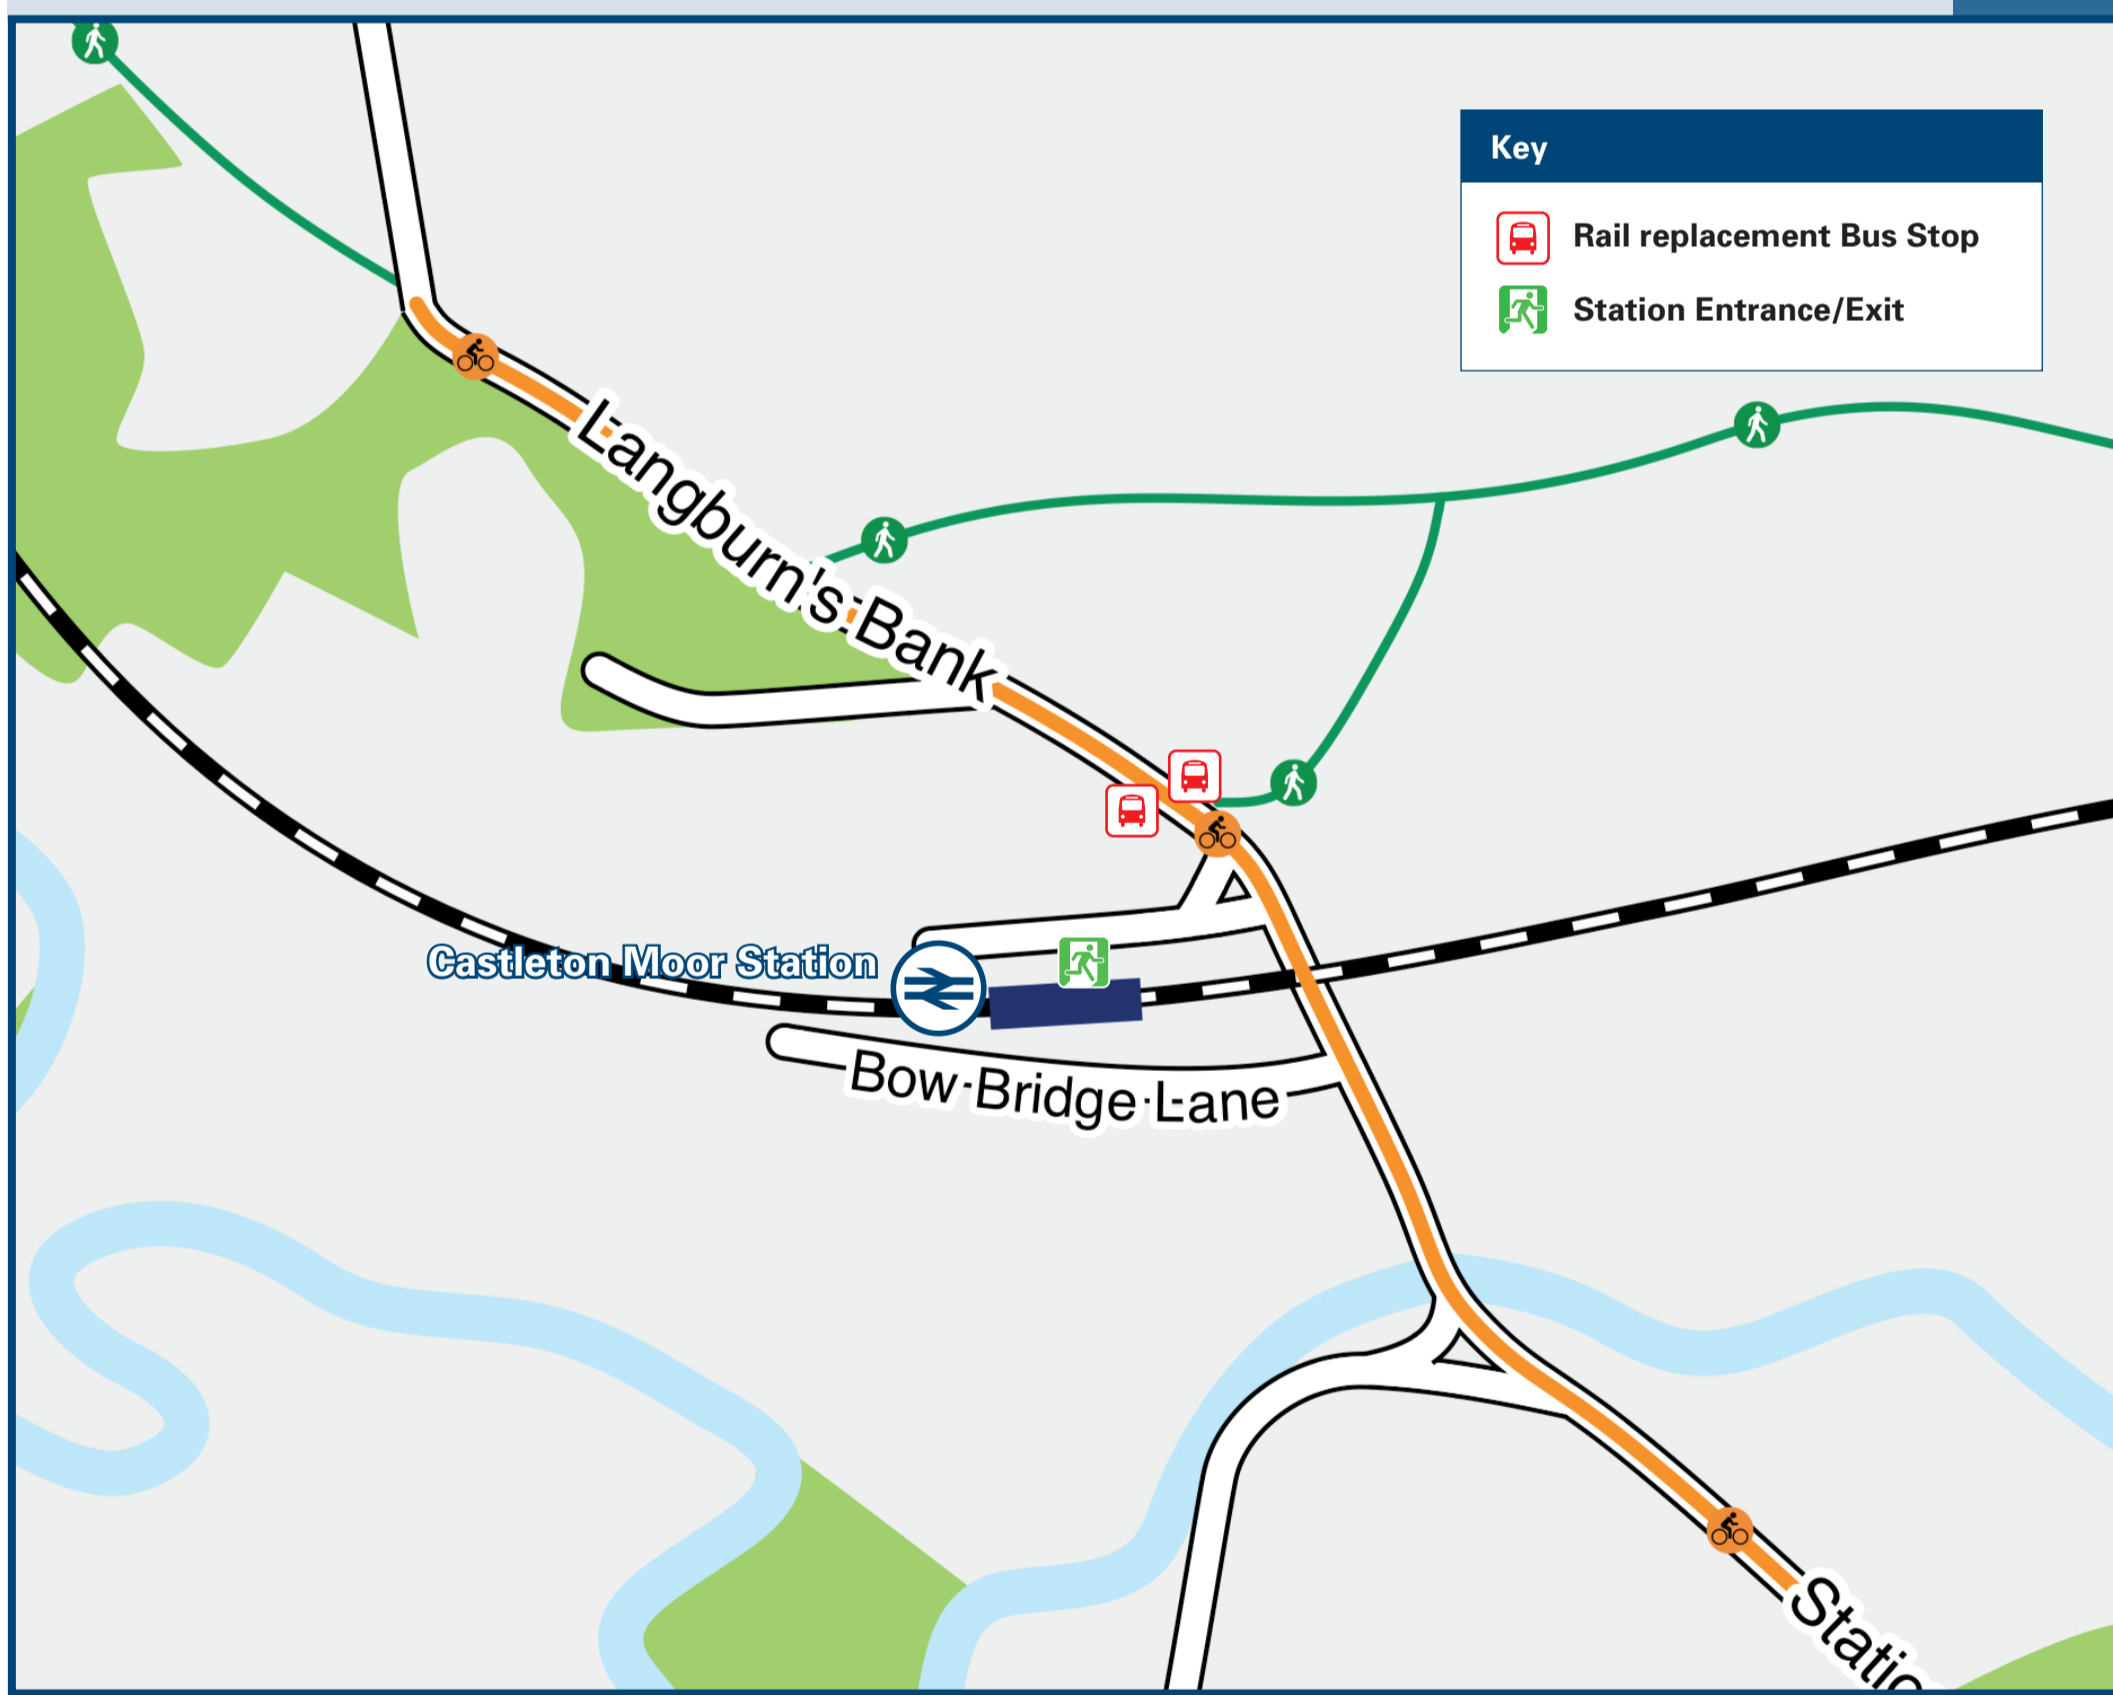 Key
Rail replacement Bus Stop
Station Entrance/Exit
Langburn's Bank
Castleton Moor Station
Bow Bridge Lane